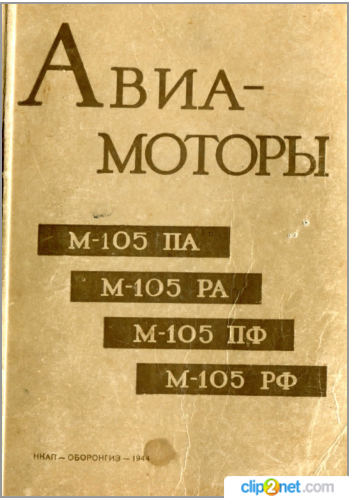 АВИА-
МОТОРЫ
М-105 ПА
М-105 РА
М-105 ПФ
М-105 РФ
НКАП — ОБОРОНГИЗ — 1944
clip2net.com